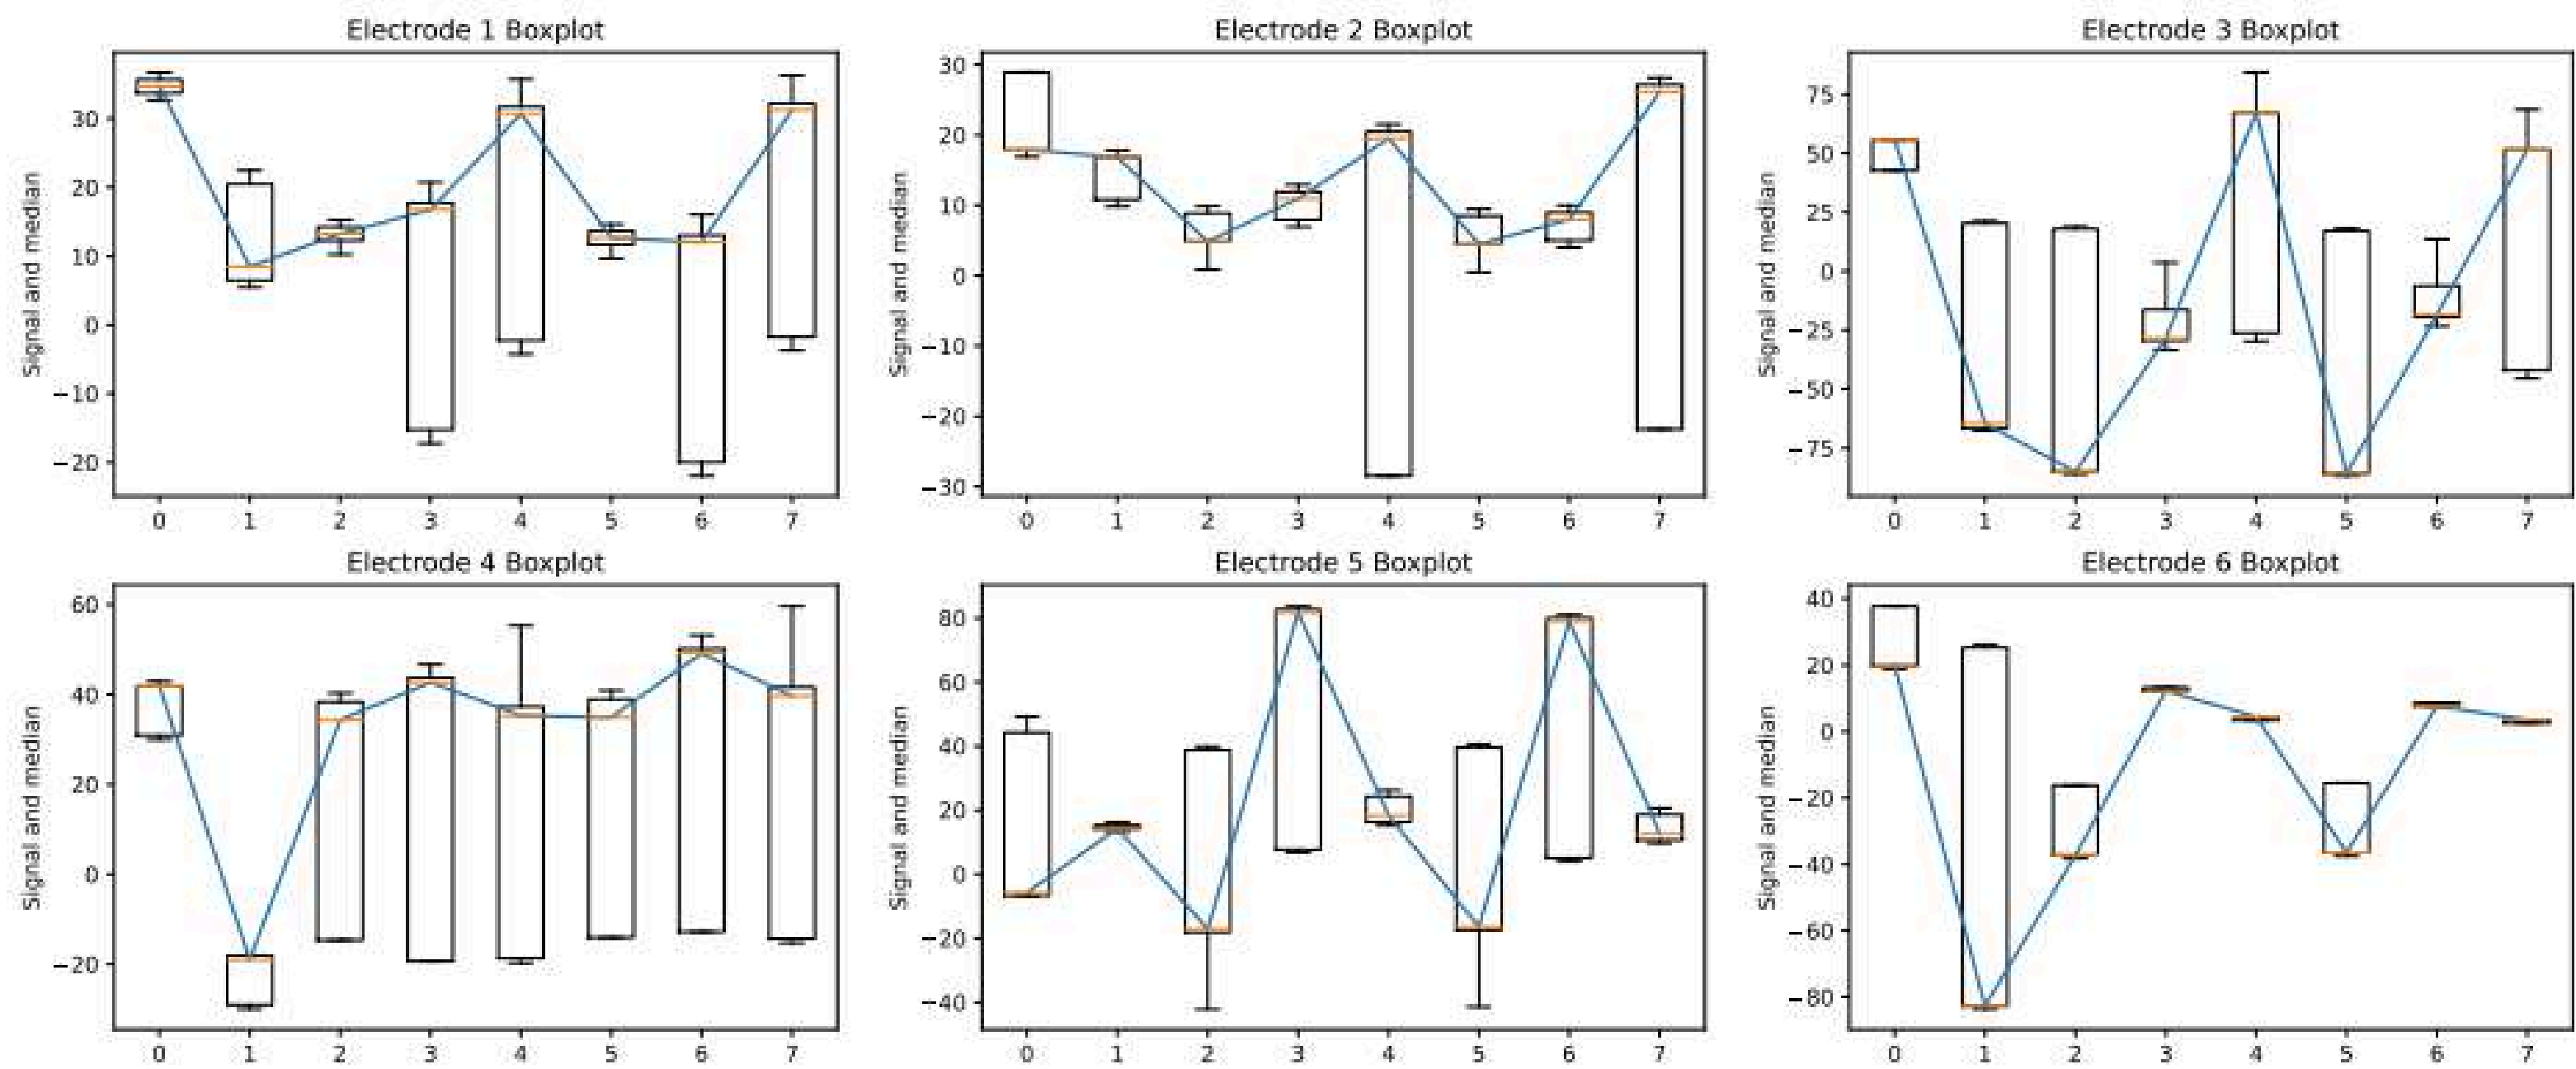 Electrode 1 Boxplot
Signal and median
30
20
10
0
−10
−20
0 1 2 3 4 5 6 7
Electrode 2 Boxplot
Signal and median
30
20
10
0
−10
−20
−30
0 1 2 3 4 5 6 7
Electrode 3 Boxplot
Signal and median
75
50
25
0
−25
−50
−75
0 1 2 3 4 5 6 7
Electrode 4 Boxplot
Signal and median
60
40
20
0
−20
0 1 2 3 4 5 6 7
Electrode 5 Boxplot
Signal and median
80
60
40
20
0
−20
−40
0 1 2 3 4 5 6 7
Electrode 6 Boxplot
Signal and median
40
20
0
−20
−40
−60
−80
0 1 2 3 4 5 6 7